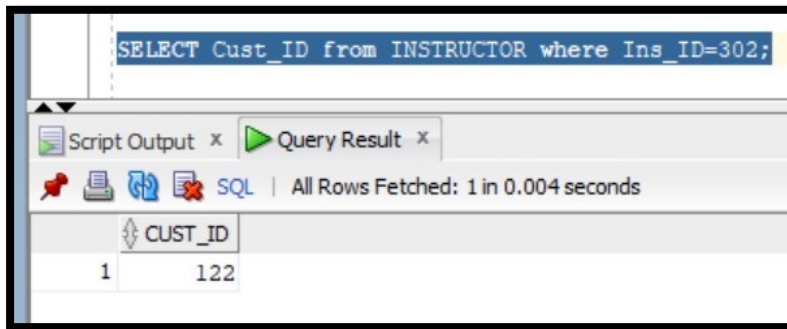 SELECT Cust_ID from INSTRUCTOR where Ins_ID=302;
Script Output x Query Result x
SQL | All Rows Fetched: 1 in 0.004 seconds
CUST_ID
1 122